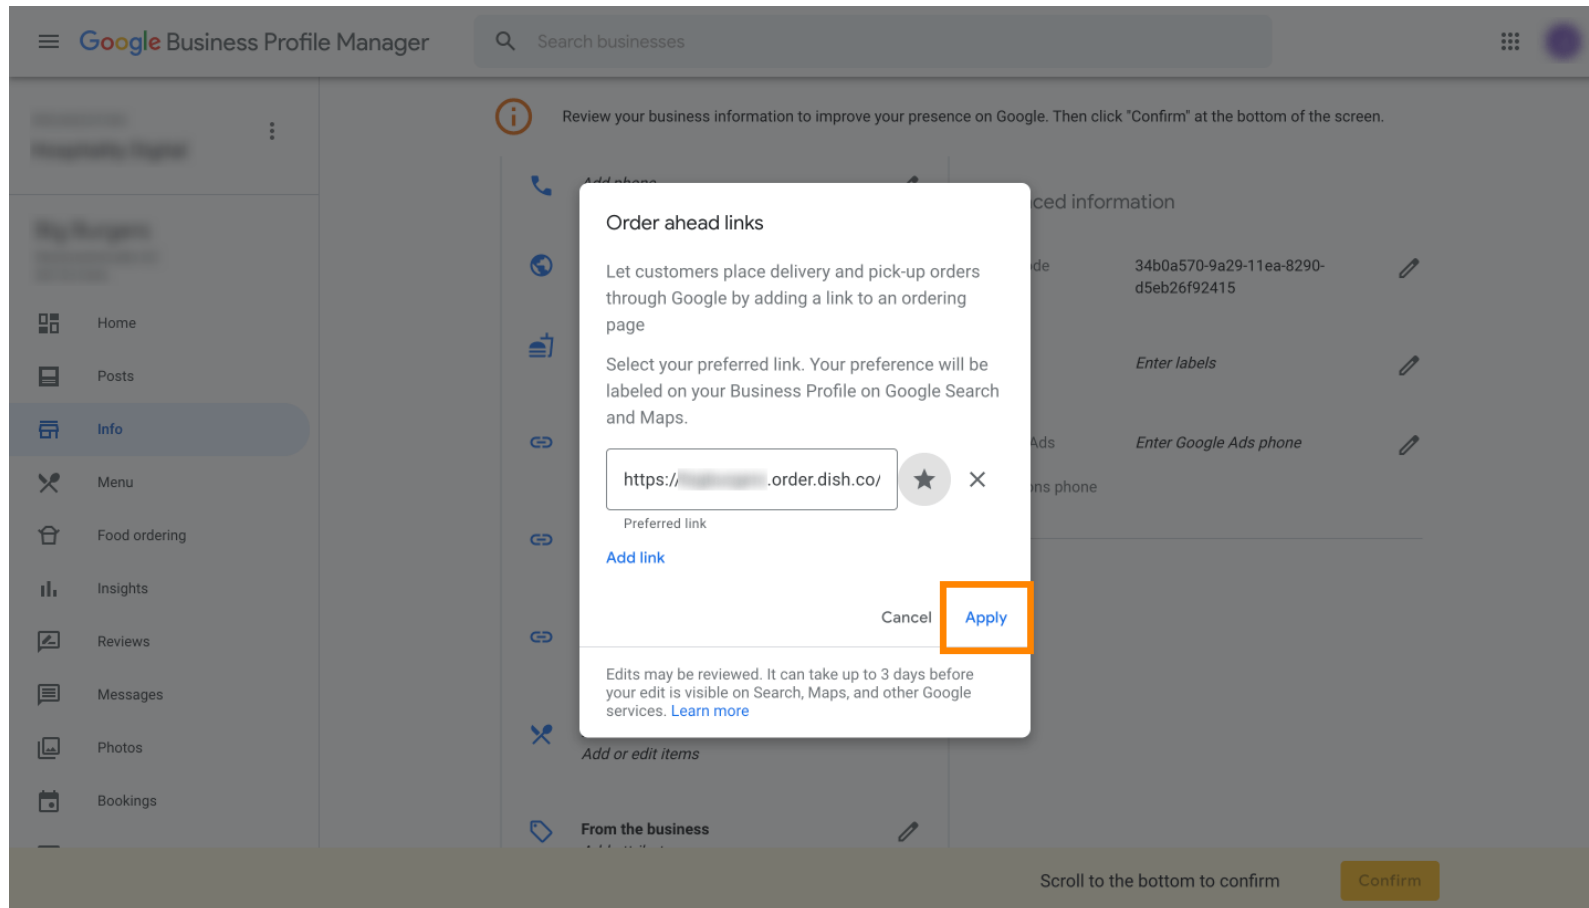 Google Business Profile Manager
Search businesses
Review your business information to improve your presence on Google. Then click "Confirm" at the bottom of the screen.
Home
Posts
Info
Menu
Food ordering
Insights
Reviews
Messages
Photos
Bookings
Add phone
Order ahead links
Let customers place delivery and pick-up orders
through Google by adding a link to an ordering
page
Select your preferred link. Your preference will be
labeled on your Business Profile on Google Search
and Maps.
https:// .order.dish.co/
Preferred link
Add link
Cancel
Apply
Edits may be reviewed. It can take up to 3 days before
your edit is visible on Search, Maps, and other Google
services. Learn more
Add or edit items
From the business
information
34b0a570-9a29-11ea-8290-
d5eb26f92415
Enter labels
Ads
Enter Google Ads phone
phone
Scroll to the bottom to confirm
Confirm